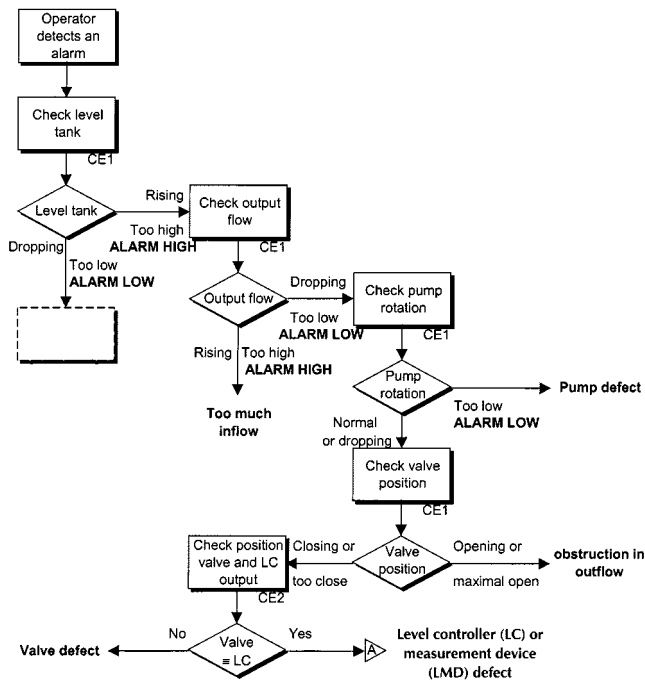 Operator
detects an
alarm
Check level
tank
CE1
Level tank
Rising
Too high
ALARM HIGH
Dropping
Too low
ALARM LOW
Check output
flow
CE1
Output flow
Dropping
Too low
ALARM LOW
Rising
Too high
ALARM HIGH
Too much
inflow
Check pump
rotation
CE1
Pump
rotation
Too low
ALARM LOW
Pump defect
Normal
or dropping
Check valve
position
CE1
Valve
position
Opening or
maximal open
obstruction in
outflow
Closing or
too close
Check position
valve and LC
output
CE2
Valve
≡ LC
No
Valve defect
Yes
A
Level controller (LC) or
measurement device
(LMD) defect